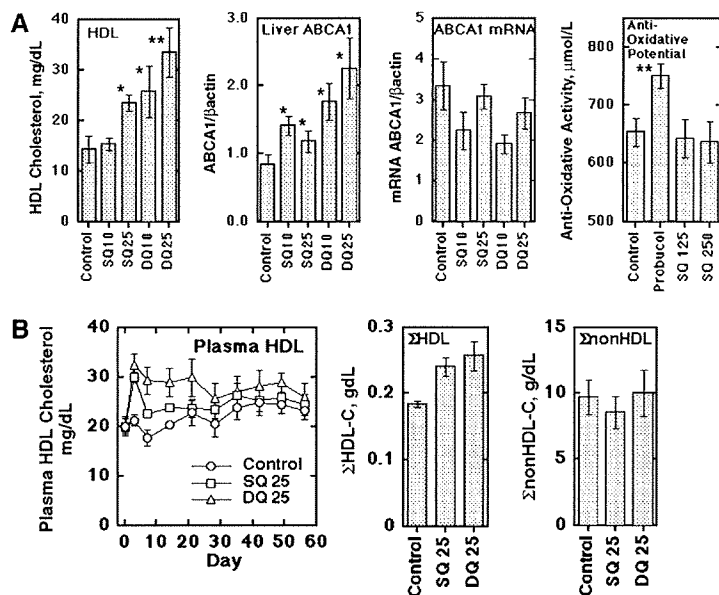 A
HDL Cholesterol, mg/dL
40
30
20
10
0
HDL
*
*
**
Control
SQ10
SQ25
DQ10
DQ25
ABCA1/βactin
3.0
2.0
1.0
0.0
Liver ABCA1
*
*
*
*
Control
SQ10
SQ25
DQ10
DQ25
mRNA ABCA1/βactin
5
4
3
2
1
0
ABCA1 mRNA
Control
SQ10
SQ25
DQ10
DQ25
Anti-Oxidative Activity, µmol/L
800
700
600
500
Anti-
Oxidative
Potential
**
Control
Probucol
SQ 125
SQ 250
B
Plasma HDL Cholesterol
mg/dL
40
30
20
10
0
Plasma HDL
Control
SQ 25
DQ 25
0 10 20 30 40 50 60
Day
ΣHDL-C, gdL
0.3
0.2
0.1
0
ΣHDL
Control
SQ 25
DQ 25
ΣnonHDL-C, g/dL
15
10
5
0
ΣnonHDL
Control
SQ 25
DQ 25